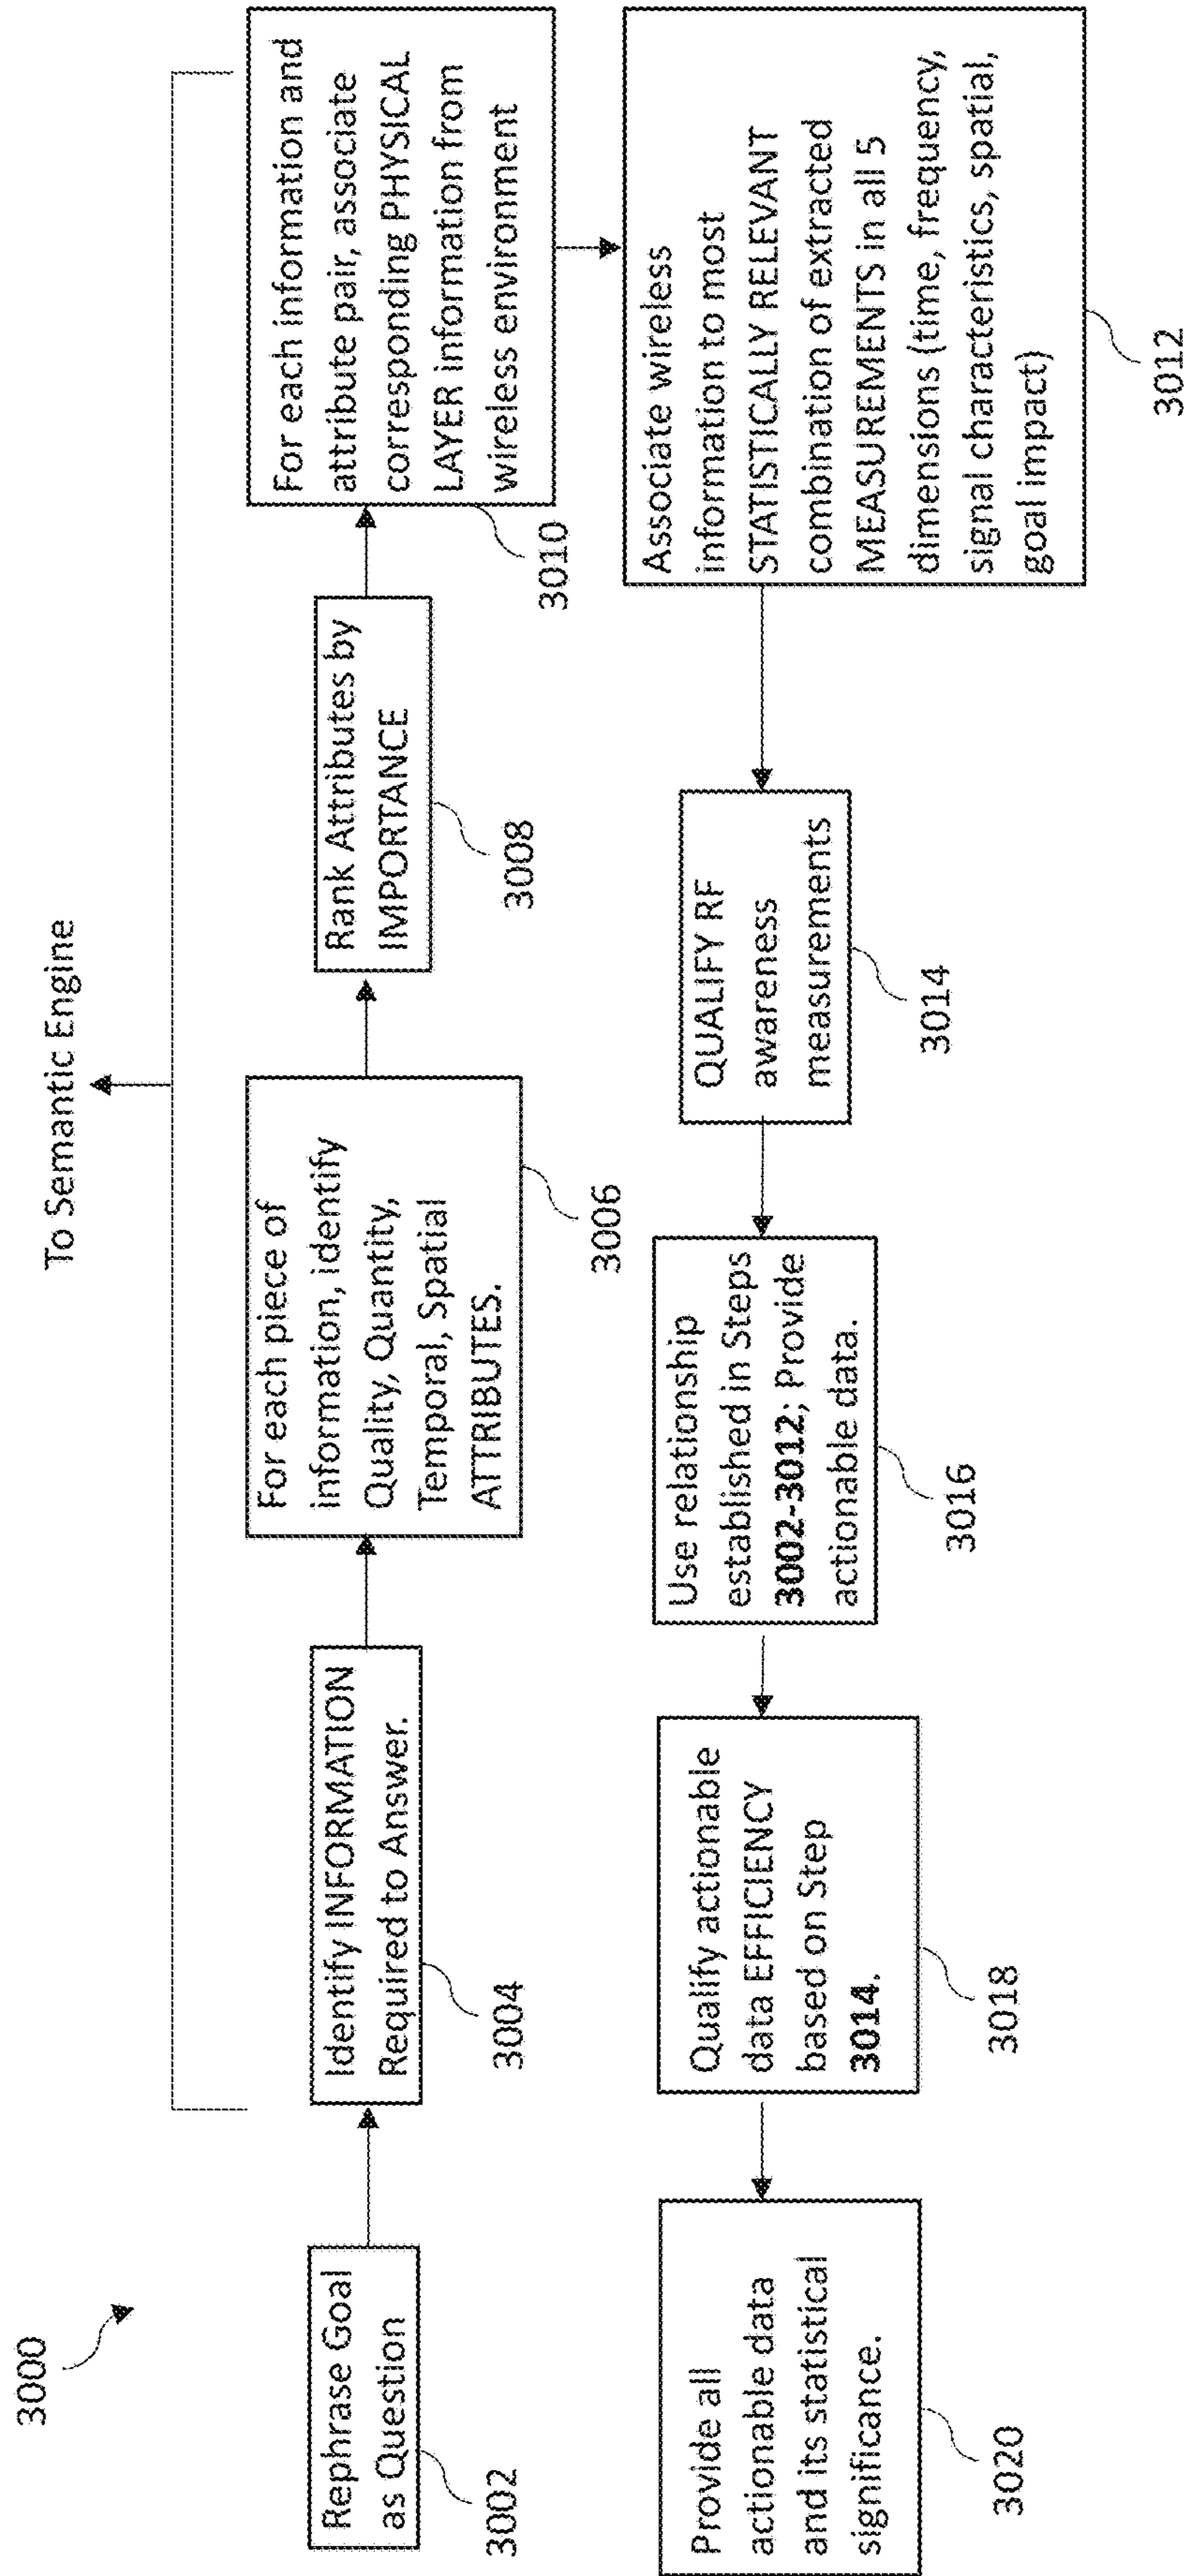 3000
To Semantic Engine
Rephrase Goal
as Question
3002
Identify INFORMATION
Required to Answer.
3004
For each piece of
information, identify
Quality, Quantity,
Temporal, Spatial
ATTRIBUTES.
3006
Rank Attributes by
IMPORTANCE
3008
For each information and
attribute pair, associate
corresponding PHYSICAL
LAYER information from
wireless environment
3010
Associate wireless
information to most
STATISTICALLY RELEVANT
combination of extracted
MEASUREMENTS in all 5
dimensions (time, frequency,
signal characteristics, spatial,
goal impact)
3012
QUALIFY RF
awareness
measurements
3014
Use relationship
established in Steps
3002-3012; Provide
actionable data.
3016
Qualify actionable
data EFFICIENCY
based on Step
3014.
3018
Provide all
actionable data
and its statistical
significance.
3020